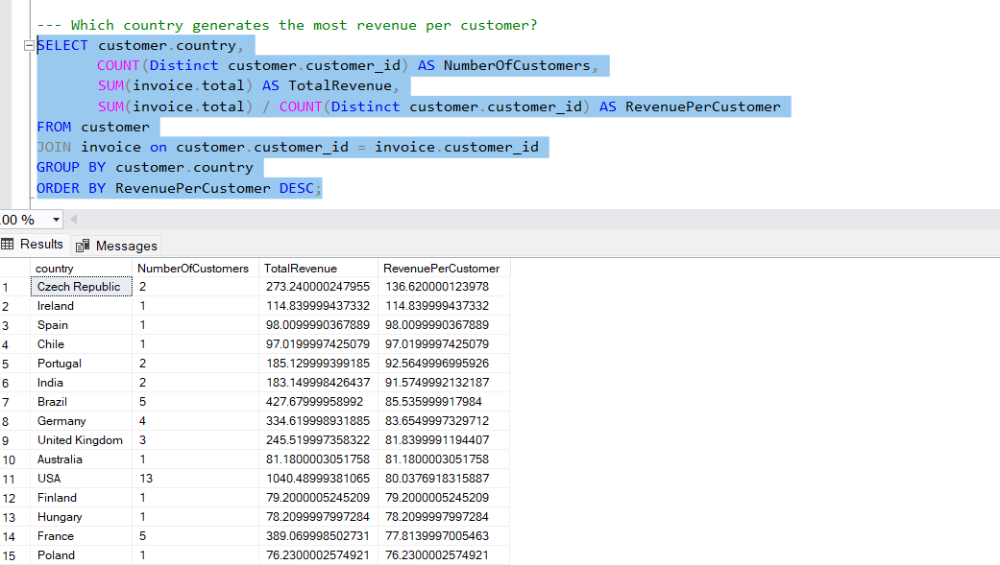 --- Which country generates the most revenue per customer?
SELECT customer.country,
COUNT(Distinct customer.customer_id) AS NumberOfCustomers,
SUM(invoice.total) AS TotalRevenue,
SUM(invoice.total) / COUNT(Distinct customer.customer_id) AS RevenuePerCustomer
FROM customer
JOIN invoice on customer.customer_id = invoice.customer_id
GROUP BY customer.country
ORDER BY RevenuePerCustomer DESC;
.00 %
Results Messages
country NumberOfCustomers TotalRevenue RevenuePerCustomer
1 Czech Republic 2 273.240000247955 136.620000123978
2 Ireland 1 114.839999437332 114.839999437332
3 Spain 1 98.0099990367889 98.0099990367889
4 Chile 1 97.0199997425079 97.0199997425079
5 Portugal 2 185.129999399185 92.5649996995926
6 India 2 183.149998426437 91.5749992132187
7 Brazil 5 427.67999958992 85.535999917984
8 Germany 4 334.619998931885 83.6549997329712
9 United Kingdom 3 245.519997358322 81.8399991194407
10 Australia 1 81.1800003051758 81.1800003051758
11 USA 13 1040.48999381065 80.0376918315887
12 Finland 1 79.2000005245209 79.2000005245209
13 Hungary 1 78.2099997997284 78.2099997997284
14 France 5 389.069998502731 77.8139997005463
15 Poland 1 76.2300002574921 76.2300002574921